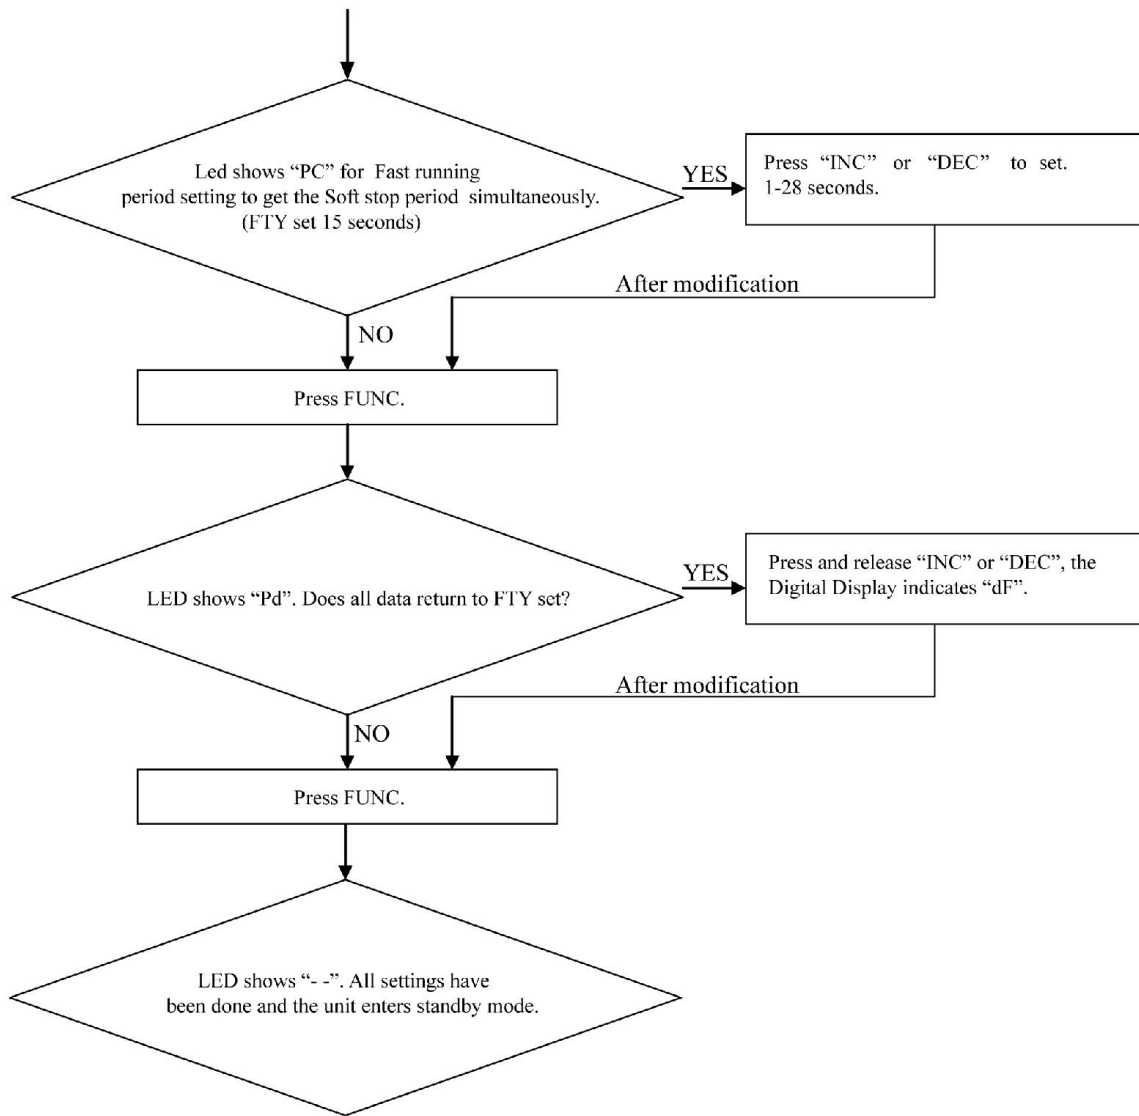 Led shows “PC” for Fast running
period setting to get the Soft stop period simultaneously.
(FTY set 15 seconds)
YES
Press “INC” or “DEC” to set.
1-28 seconds.
After modification
NO
Press FUNC.
LED shows “Pd”. Does all data return to FTY set?
YES
Press and release “INC” or “DEC”, the
Digital Display indicates “dF”.
After modification
NO
Press FUNC.
LED shows “- -”. All settings have
been done and the unit enters standby mode.